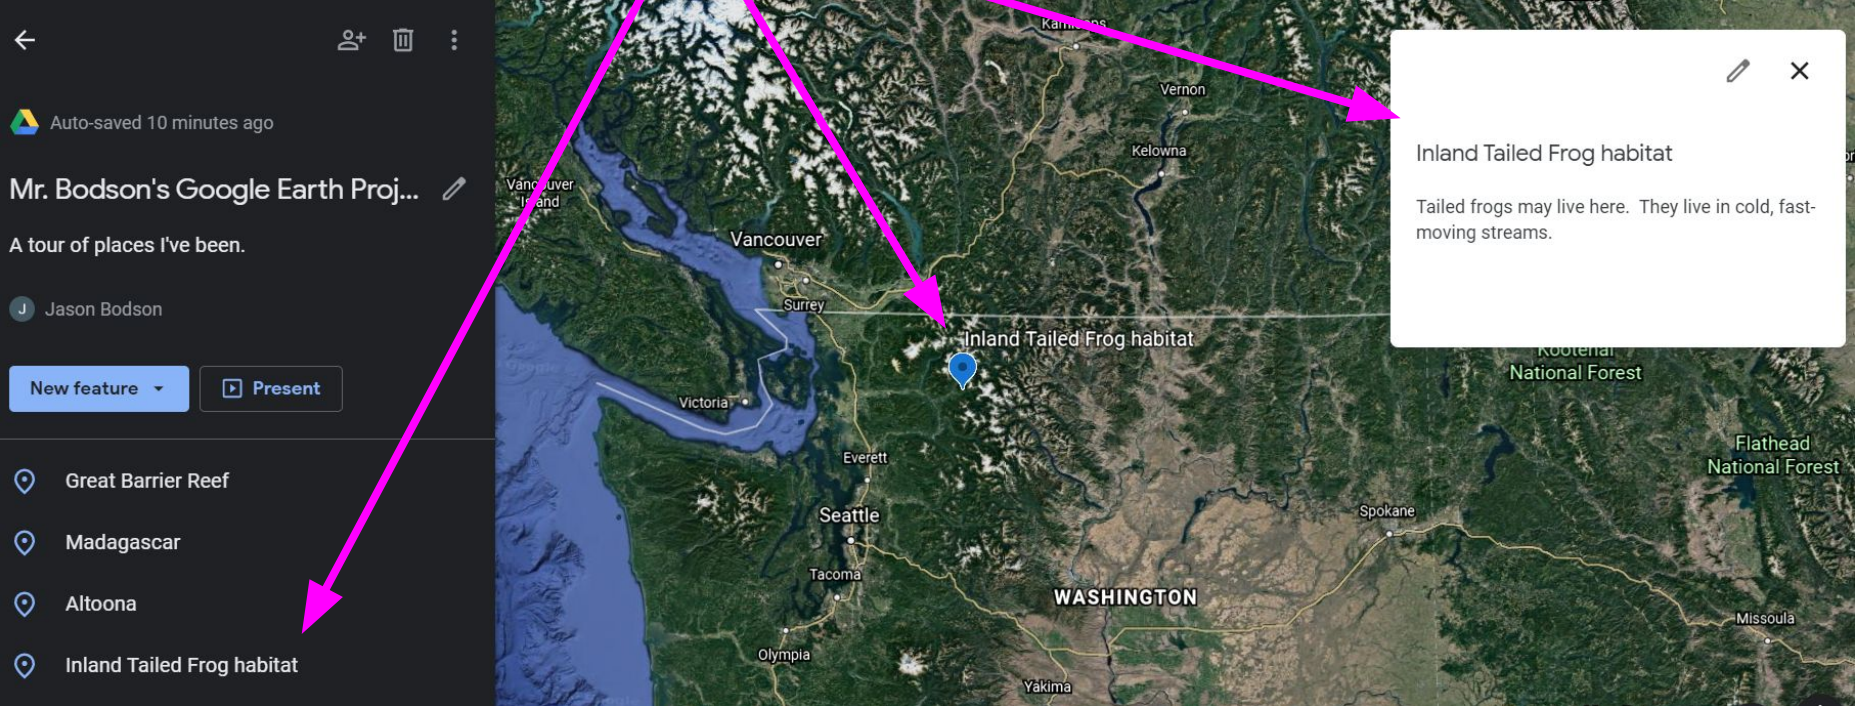 Auto-saved 10 minutes ago
Mr. Bodson's Google Earth Proj...
A tour of places I've been.
J
Jason Bodson
New feature
Present
Great Barrier Reef
Madagascar
Altoona
Inland Tailed Frog habitat
Vernon
Kelowna
Island
Vancouver
Surrey
Inland Tailed Frog habitat
Victoria
Everett
Seattle
Tacoma
Olympia
WASHINGTON
Yakima
Spokane
Missoula
Kootenai
National Forest
Flathead
National Forest
Inland Tailed Frog habitat
Tailed frogs may live here.  They live in cold, fast-
moving streams.